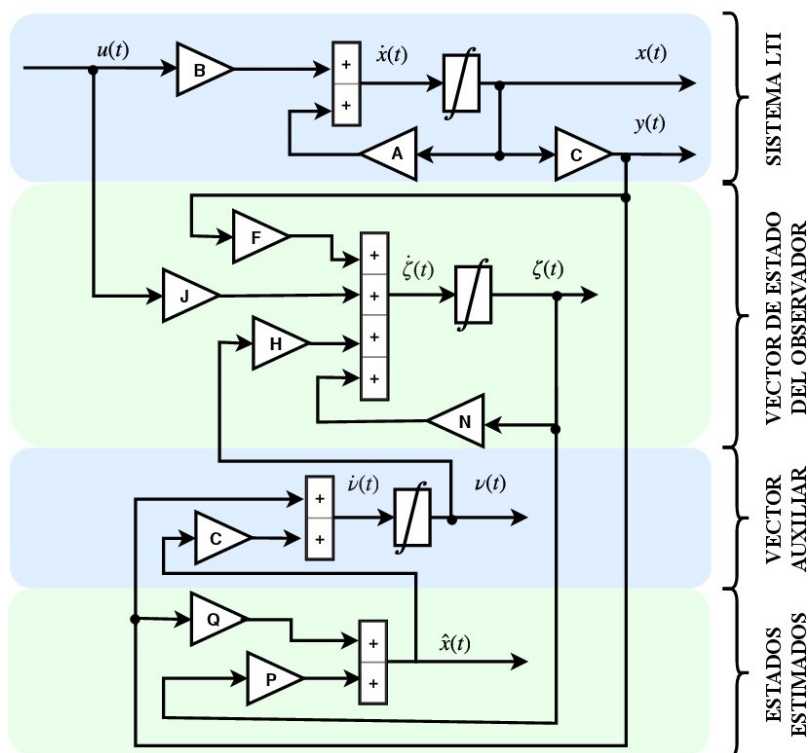 u(t)
B
+
+
ẋ(t)
∫
x(t)
y(t)
A
C
SISTEMA LTI
F
J
H
N
+
+
+
+
ζ̇(t)
∫
ζ(t)
VECTOR DE ESTADO
DEL OBSERVADOR
C
+
+
ν̇(t)
∫
ν(t)
VECTOR
AUXILIAR
Q
P
+
+
x̂(t)
ESTADOS
ESTIMADOS